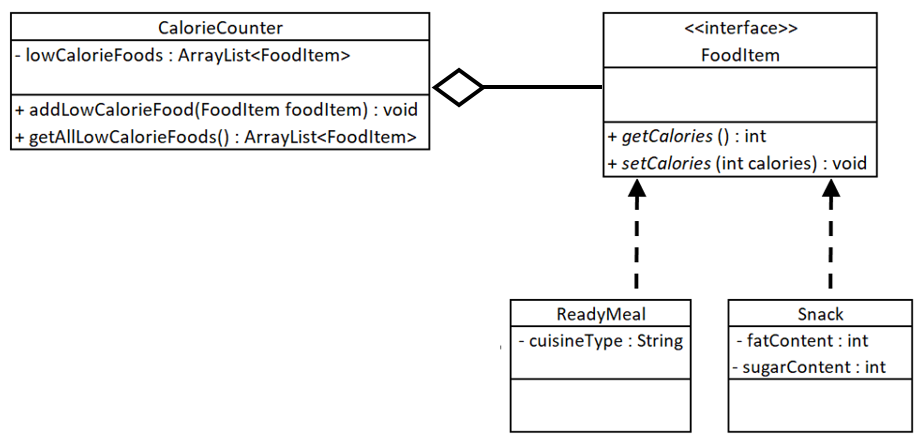 CalorieCounter
- lowCalorieFoods : ArrayList<FoodItem>
+ addLowCalorieFood(FoodItem foodItem) : void
+ getAllLowCalorieFoods() : ArrayList<FoodItem>
<<interface>>
FoodItem
+ getCalories () : int
+ setCalories (int calories) : void
ReadyMeal
- cuisineType : String
Snack
- fatContent : int
- sugarContent : int